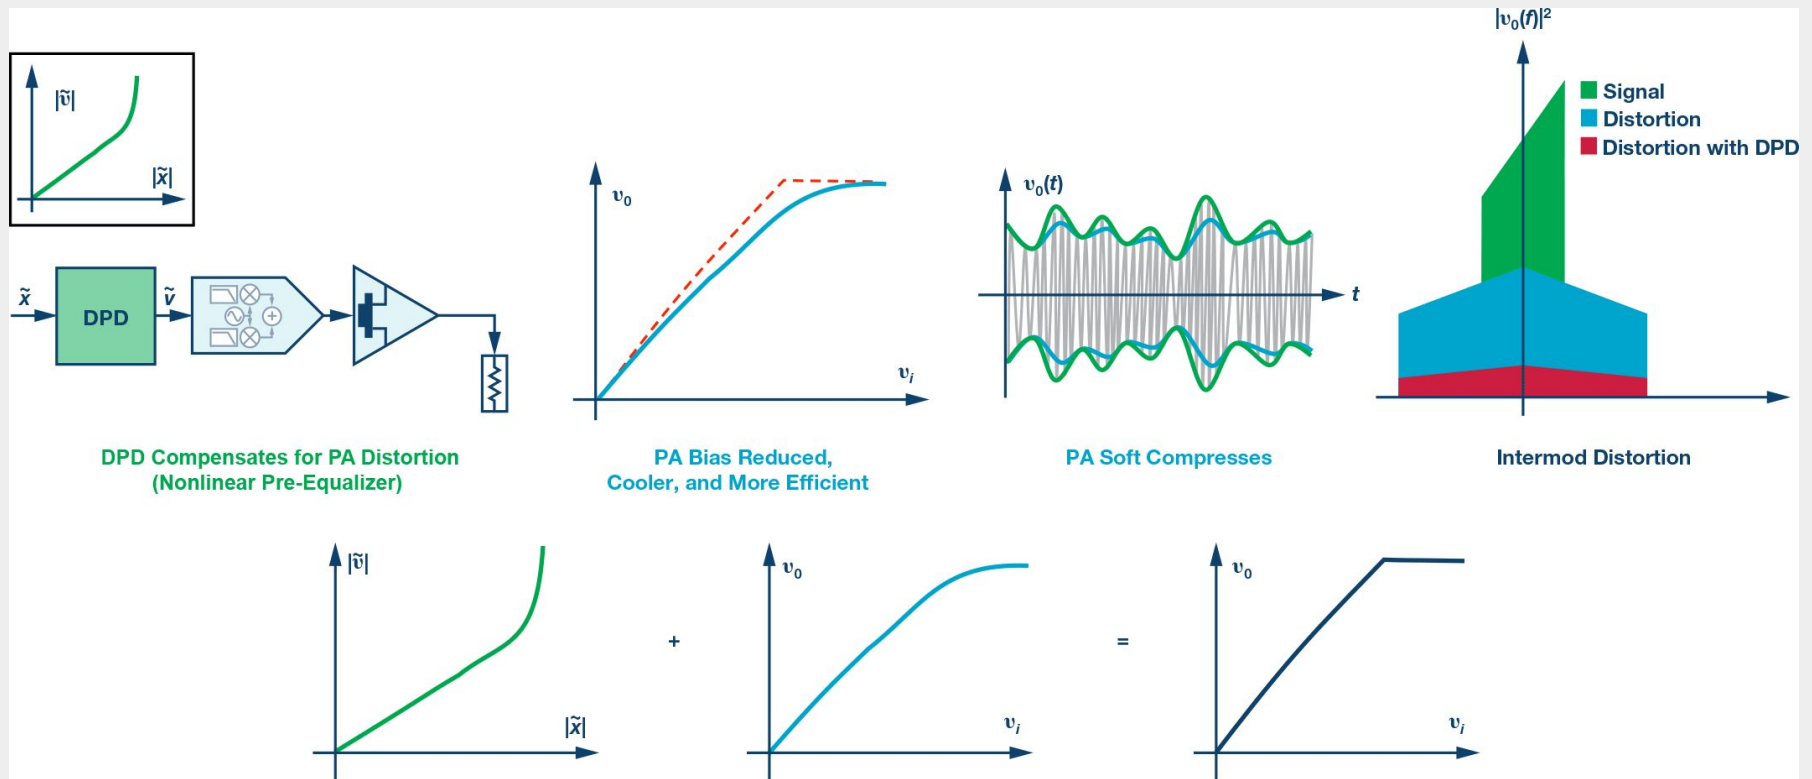 |v₀(f)|²
Signal
Distortion
Distortion with DPD
|ṽ|
|x̃|
x̃
DPD
ṽ
v₀
vᵢ
v₀(t)
t
DPD Compensates for PA Distortion
(Nonlinear Pre-Equalizer)
PA Bias Reduced,
Cooler, and More Efficient
PA Soft Compresses
Intermod Distortion
|ṽ|
|x̃|
+
v₀
vᵢ
=
v₀
vᵢ